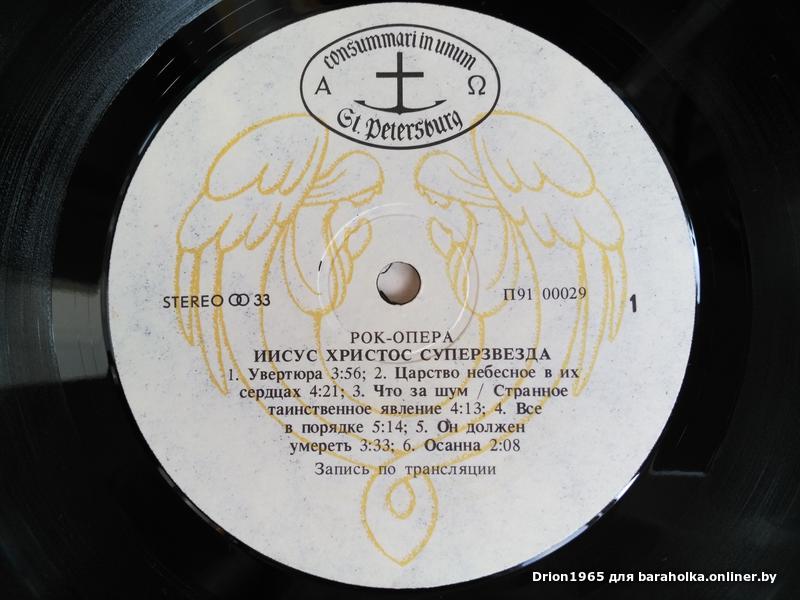 consummari in unum
Α Ω
St. Petersburg
STEREO 33 П91 00029 1
РОК-ОПЕРА
ИИСУС ХРИСТОС СУПЕРЗВЕЗДА
1. Увертюра 3:56; 2. Царство небесное в их
сердцах 4:21; 3. Что за шум / Странное
таинственное явление 4:13; 4. Все
в порядке 5:14; 5. Он должен
умереть 3:33; 6. Осанна 2:08
Запись по трансляции
Drion1965 для baraholka.onliner.by